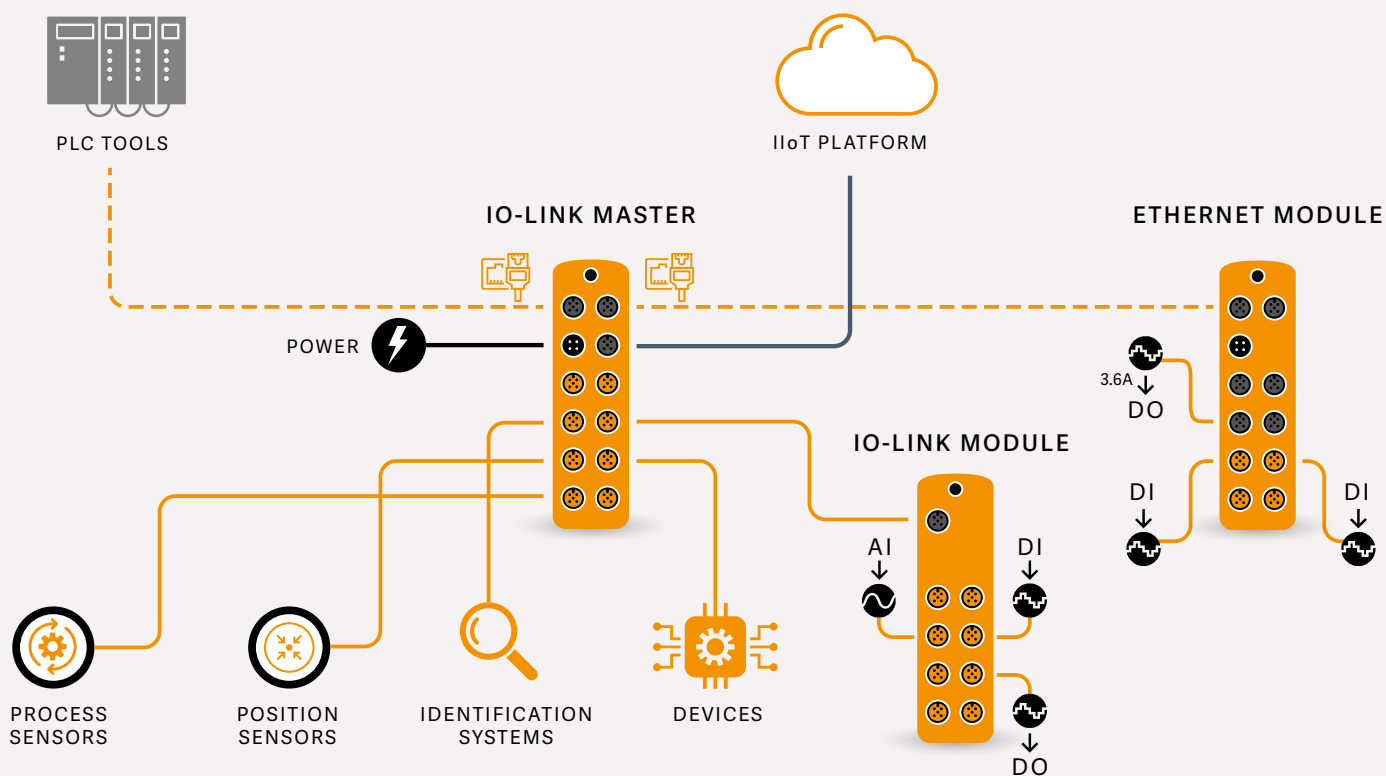 PLC TOOLS
IIoT PLATFORM
IO-LINK MASTER
ETHERNET MODULE
POWER
3.6A
DO
IO-LINK MODULE
DI
DI
AI
DI
PROCESS
SENSORS
POSITION
SENSORS
IDENTIFICATION
SYSTEMS
DEVICES
DO